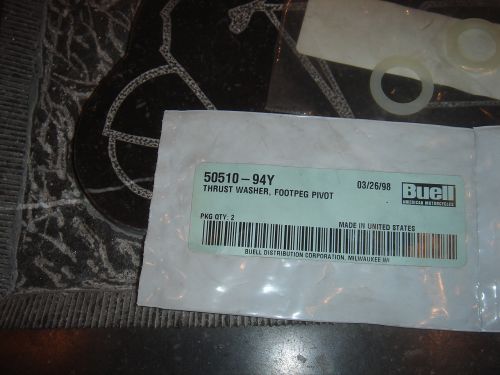 50510-94Y
THRUST WASHER, FOOTPEG PIVOT
03/26/98
Buell
AMERICAN MOTORCYCLES
PKG QTY. 2
MADE IN UNITED STATES
BUELL DISTRIBUTION CORPORATION, MILWAUKEE WI